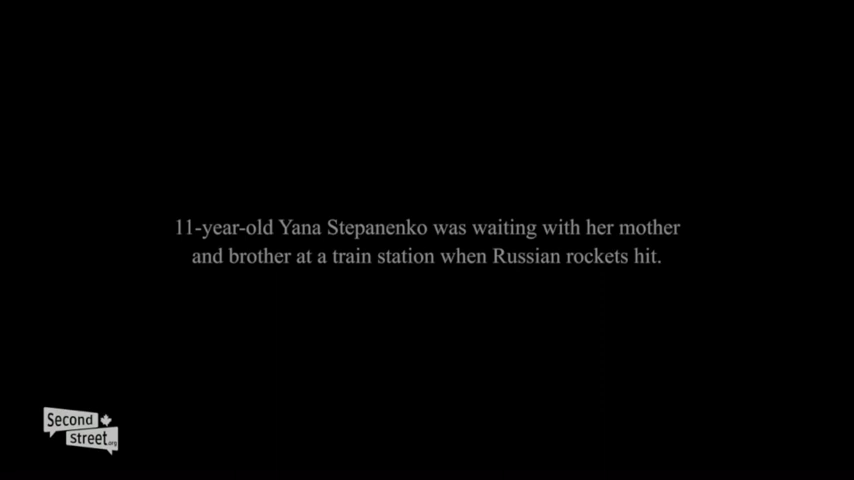 11-year-old Yana Stepanenko was waiting with her mother
and brother at a train station when Russian rockets hit.
Second
street.org